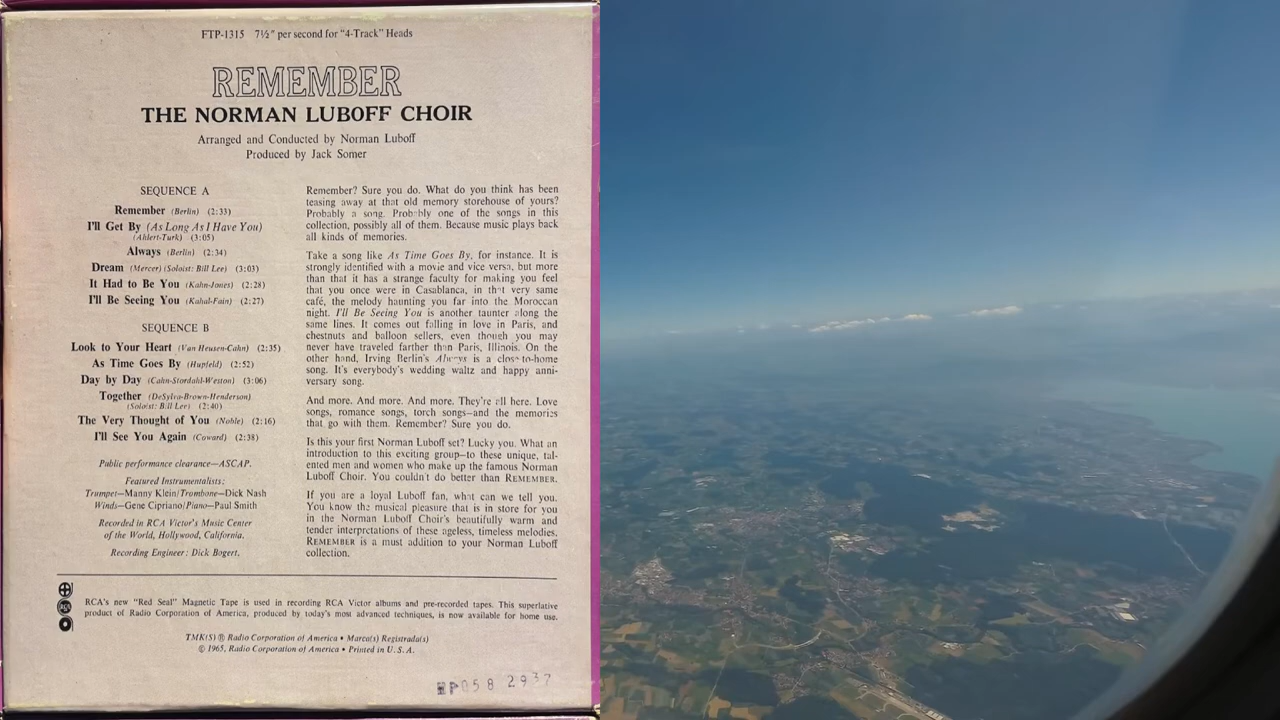 FTP-1315 7½" per second for "4-Track" Heads
REMEMBER
THE NORMAN LUBOFF CHOIR
Arranged and Conducted by Norman Luboff
Produced by Jack Somer
SEQUENCE A
Remember (Berlin) (2:33)
I'll Get By (As Long As I Have You)
(Ahlert-Turk) (3:05)
Always (Berlin) (2:34)
Dream (Mercer) (Soloist: Bill Lee) (3:03)
It Had to Be You (Kahn-Jones) (2:28)
I'll Be Seeing You (Kahal-Fain) (2:27)
SEQUENCE B
Look to Your Heart (Van Heusen-Cahn) (2:35)
As Time Goes By (Hupfeld) (2:52)
Day by Day (Cahn-Stordahl-Weston) (3:06)
Together (DeSylva-Brown-Henderson)
(Soloist: Bill Lee) (2:40)
The Very Thought of You (Noble) (2:16)
I'll See You Again (Coward) (2:38)
Public performance clearance—ASCAP.
Featured Instrumentalists:
Trumpet—Manny Klein/Trombone—Dick Nash
Winds—Gene Cipriano/Piano—Paul Smith
Recorded in RCA Victor's Music Center
of the World, Hollywood, California.
Recording Engineer: Dick Bogert.
Remember? Sure you do. What do you think has been
teasing away at that old memory storehouse of yours?
Probably a song. Probably one of the songs in this
collection, possibly all of them. Because music plays back
all kinds of memories.
Take a song like As Time Goes By, for instance. It is
strongly identified with a movie and vice versa, but more
than that it has a strange faculty for making you feel
that you once were in Casablanca, in that very same
café, the melody haunting you far into the Moroccan
night. I'll Be Seeing You is another taunter along the
same lines. It comes out falling in love in Paris, and
chestnuts and balloon sellers, even though you may
never have traveled farther than Paris, Illinois. On the
other hand, Irving Berlin's Always is a close-to-home
song. It's everybody's wedding waltz and happy anni-
versary song.
And more. And more. And more. They're all here. Love
songs, romance songs, torch songs—and the memories
that go with them. Remember? Sure you do.
Is this your first Norman Luboff set? Lucky you. What an
introduction to this exciting group—to these unique, tal-
ented men and women who make up the famous Norman
Luboff Choir. You couldn't do better than REMEMBER.
If you are a loyal Luboff fan, what can we tell you.
You know the musical pleasure that is in store for you
in the Norman Luboff Choir's beautifully warm and
tender interpretations of these ageless, timeless melodies.
REMEMBER is a must addition to your Norman Luboff
collection.
RCA
RCA's new "Red Seal" Magnetic Tape is used in recording RCA Victor albums and pre-recorded tapes. This superlative
product of Radio Corporation of America, produced by today's most advanced techniques, is now available for home use.
TMK(S) ® Radio Corporation of America • Marca(s) Registrada(s)
© 1965, Radio Corporation of America • Printed in U. S. A.
MP058 2937